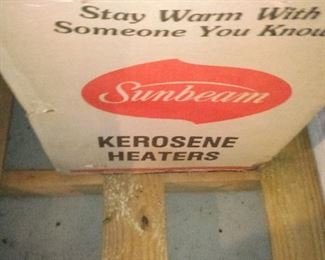 Stay Warm With
Someone You Know
Sunbeam
KEROSENE
HEATERS